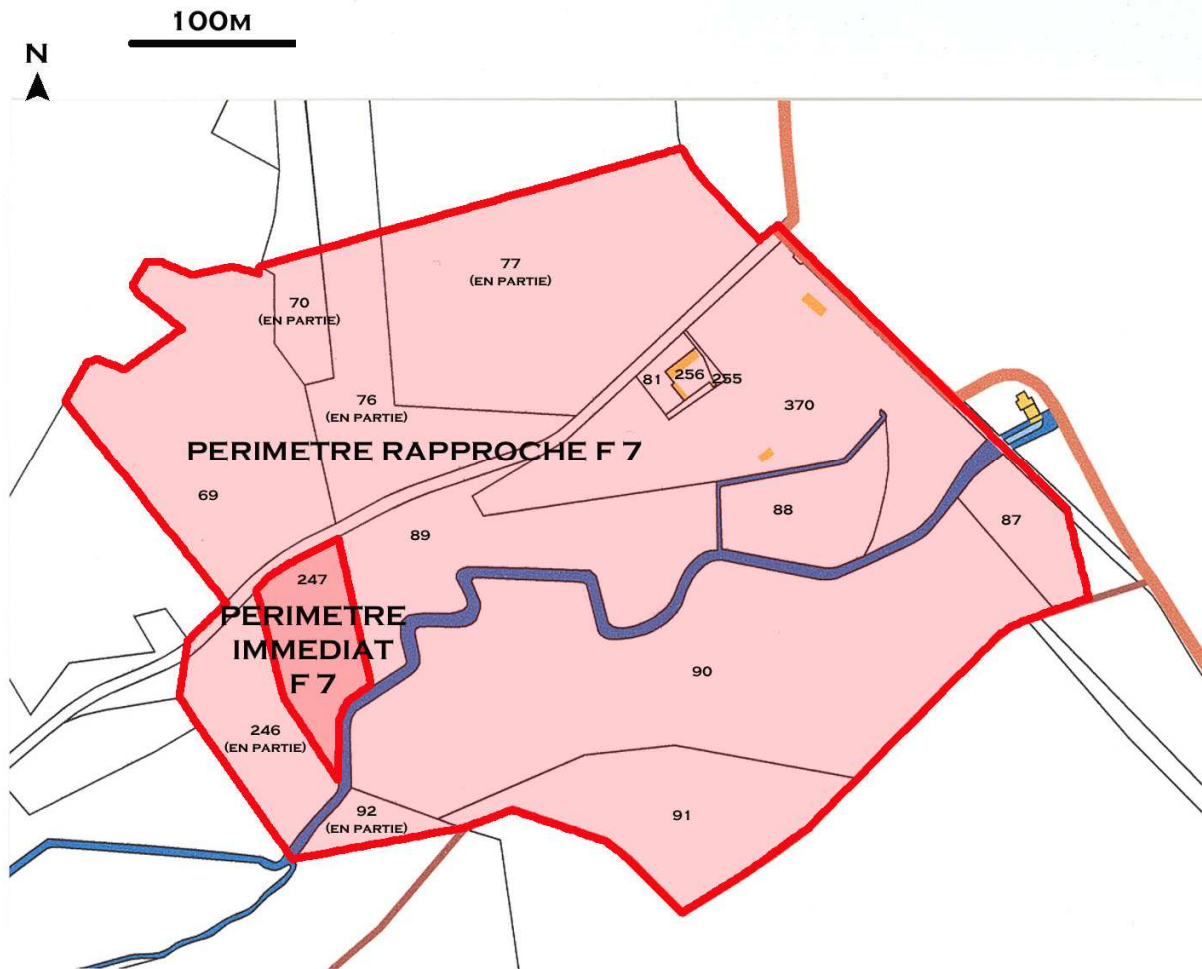 100M
N
77
(EN PARTIE)
70
(EN PARTIE)
81
256
255
76
(EN PARTIE)
370
PERIMETRE RAPPROCHE F 7
69
88
87
89
247
PERIMETRE
IMMEDIAT
F 7
90
246
(EN PARTIE)
92
(EN PARTIE)
91